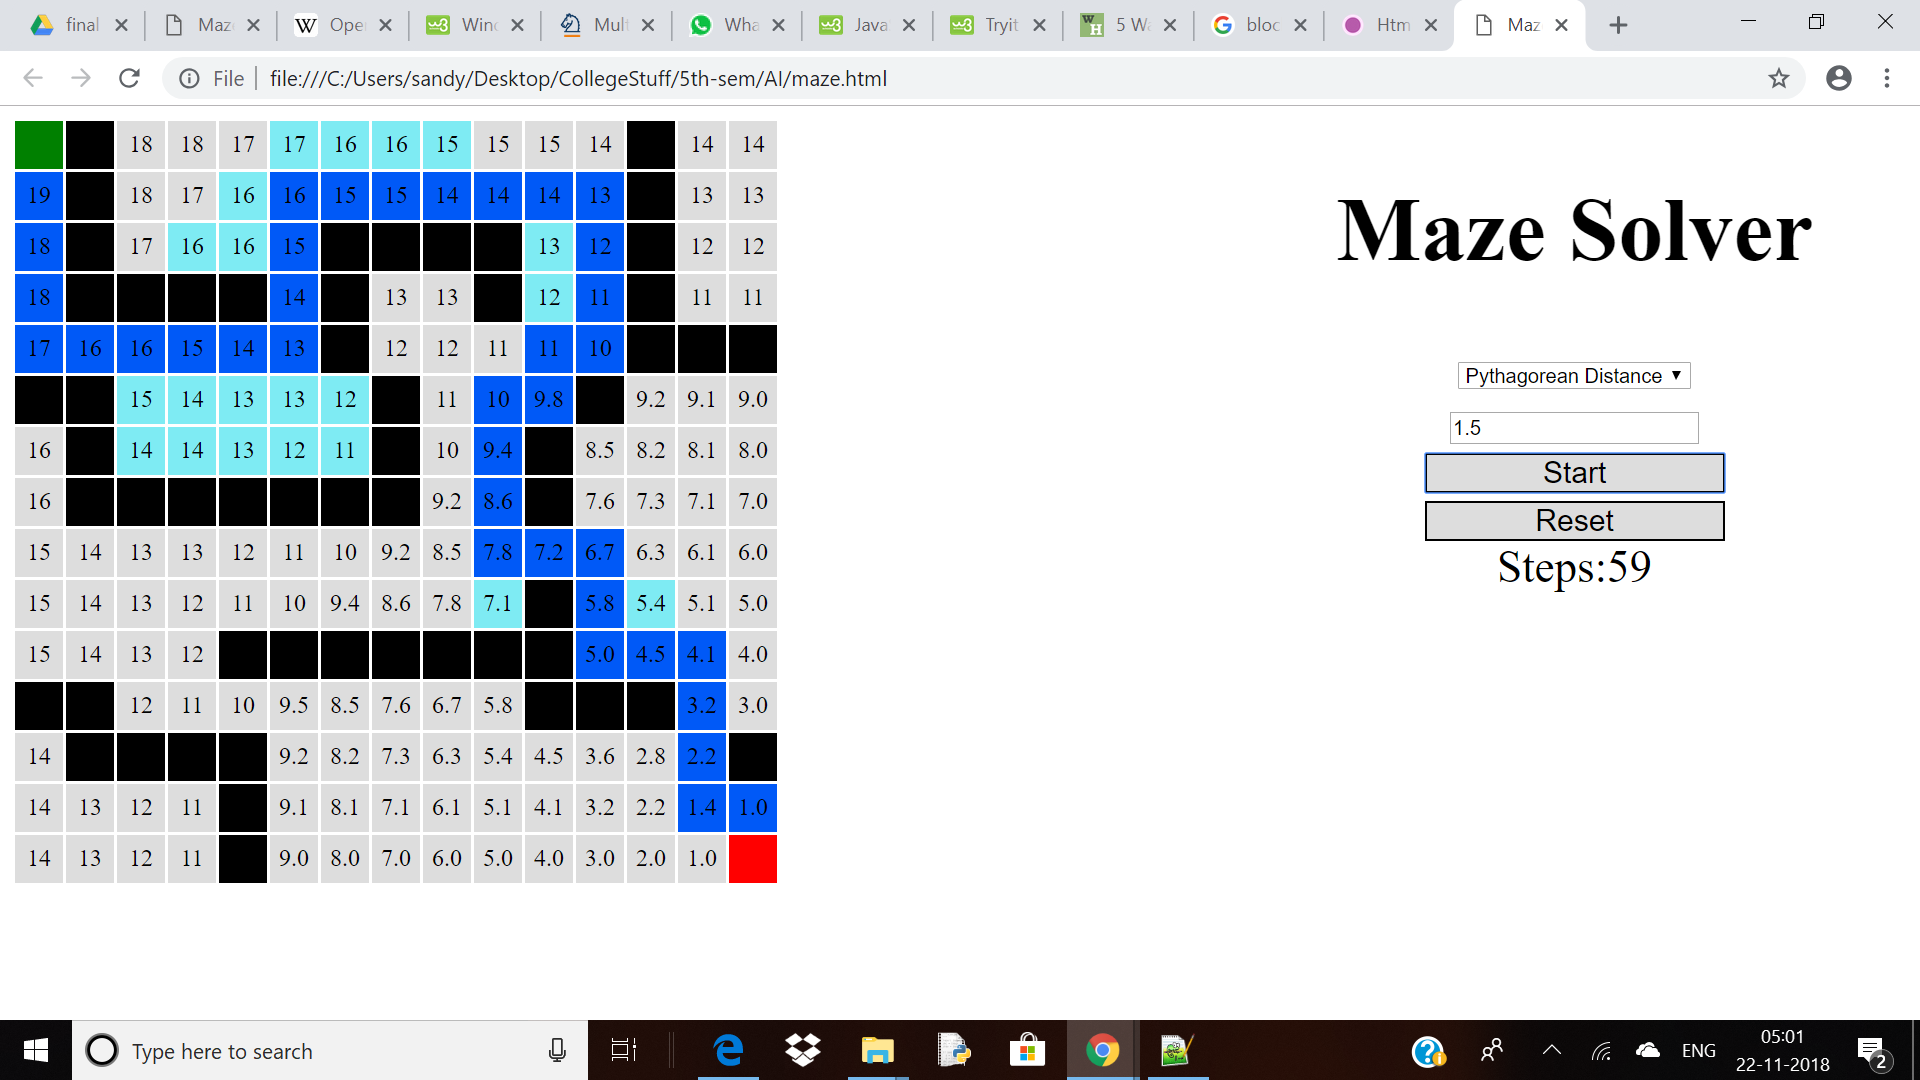 final
Maz
Oper
Wind
Mult
Wha
Java
Tryit
5 W
bloc
Htm
Maz
File
file:///C:/Users/sandy/Desktop/CollegeStuff/5th-sem/AI/maze.html
18 18 17 17 16 16 15 15 15 14 14 14
19 18 17 16 16 15 15 14 14 14 13 13 13
18 17 16 16 15 13 12 12 12
18 14 13 13 12 11 11 11
17 16 16 15 14 13 12 12 11 11 10
15 14 13 13 12 11 10 9.8 9.2 9.1 9.0
16 14 14 13 12 11 10 9.4 8.5 8.2 8.1 8.0
16 9.2 8.6 7.6 7.3 7.1 7.0
15 14 13 13 12 11 10 9.2 8.5 7.8 7.2 6.7 6.3 6.1 6.0
15 14 13 12 11 10 9.4 8.6 7.8 7.1 5.8 5.4 5.1 5.0
15 14 13 12 5.0 4.5 4.1 4.0
12 11 10 9.5 8.5 7.6 6.7 5.8 3.2 3.0
14 9.2 8.2 7.3 6.3 5.4 4.5 3.6 2.8 2.2
14 13 12 11 9.1 8.1 7.1 6.1 5.1 4.1 3.2 2.2 1.4 1.0
14 13 12 11 9.0 8.0 7.0 6.0 5.0 4.0 3.0 2.0 1.0
Maze Solver
Pythagorean Distance
1.5
Start
Reset
Steps:59
Type here to search
ENG
05:01
22-11-2018
2